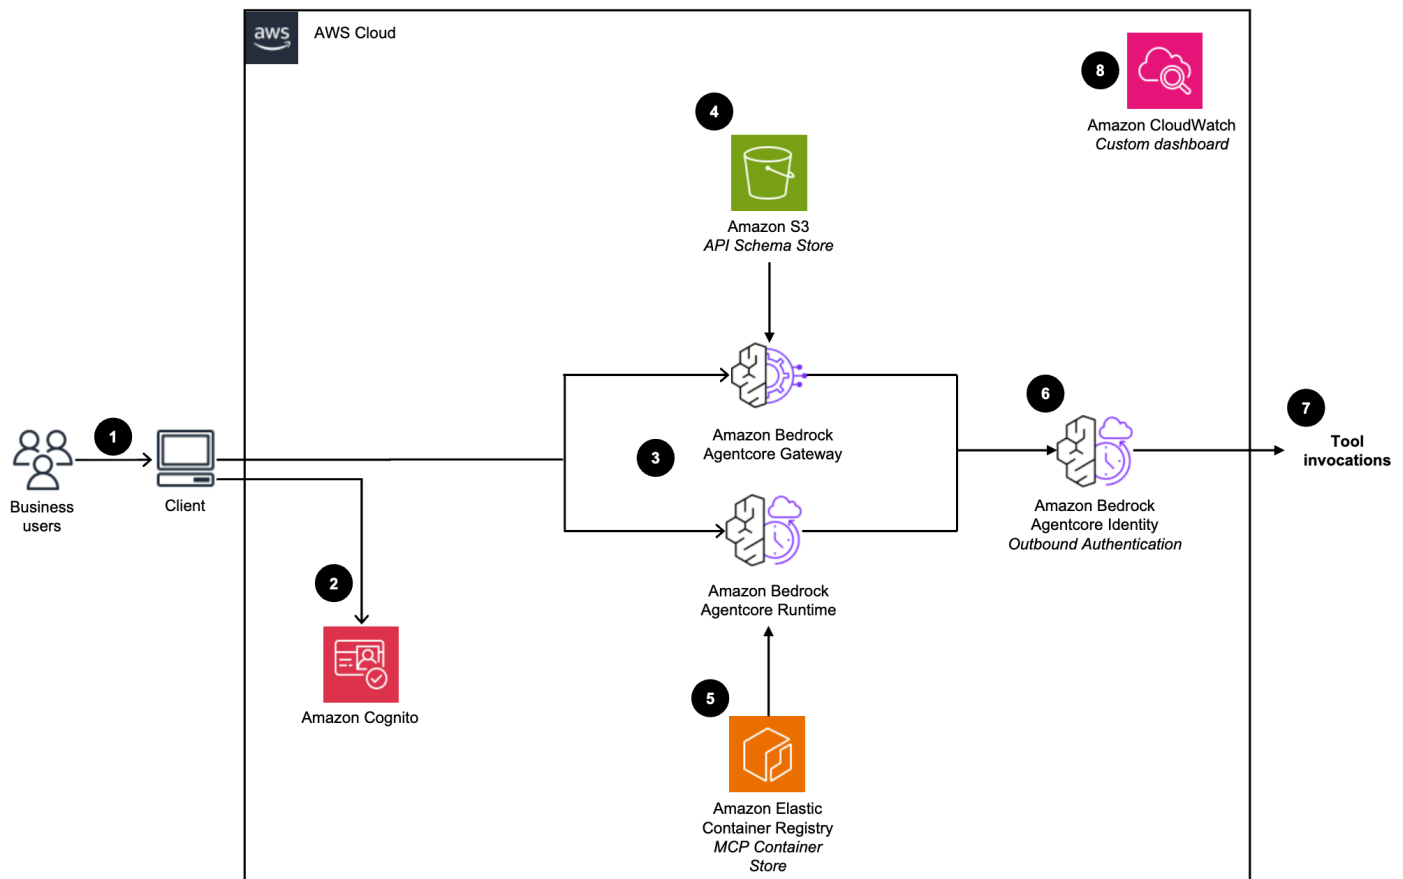 aws
AWS Cloud
8
Amazon CloudWatch
Custom dashboard
4
Amazon S3
API Schema Store
1
Business
users
Client
3
Amazon Bedrock
Agentcore Gateway
6
Amazon Bedrock
Agentcore Identity
Outbound Authentication
7
Tool
invocations
2
Amazon Cognito
Amazon Bedrock
Agentcore Runtime
5
Amazon Elastic
Container Registry
MCP Container
Store